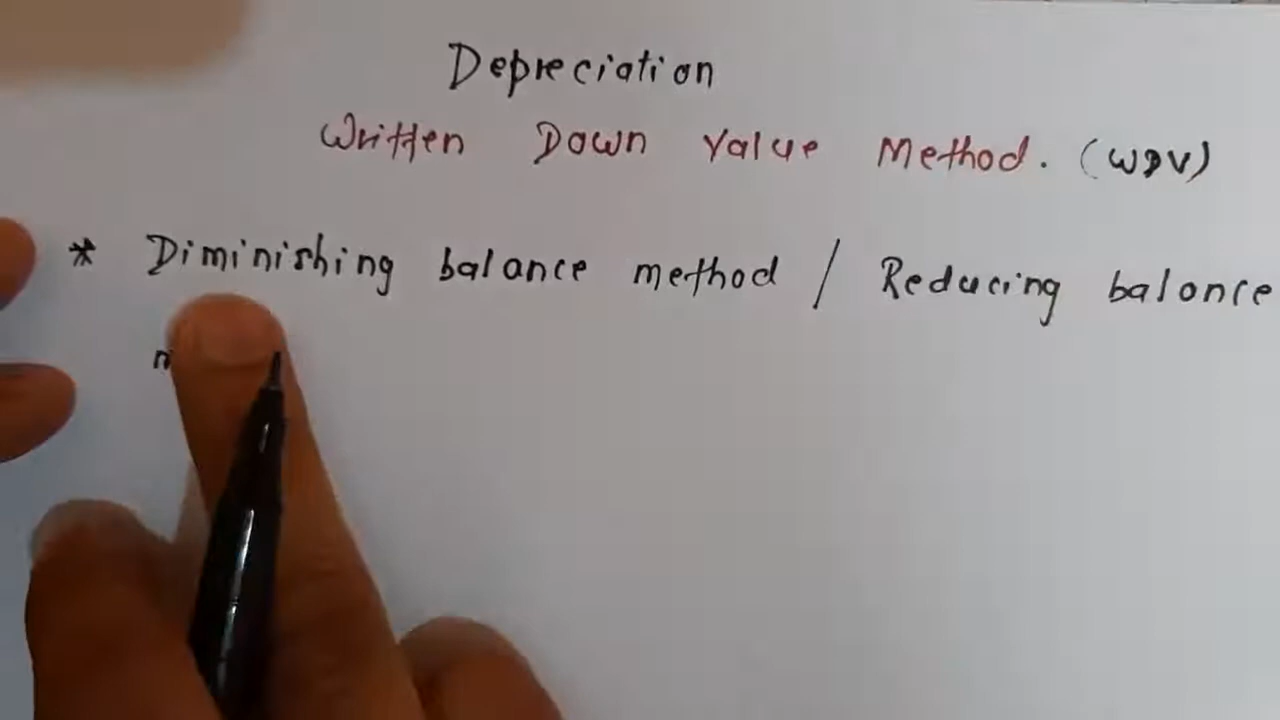 Depreciation
Written Down Value Method. (WDV)
* Diminishing balance method / Reducing balance